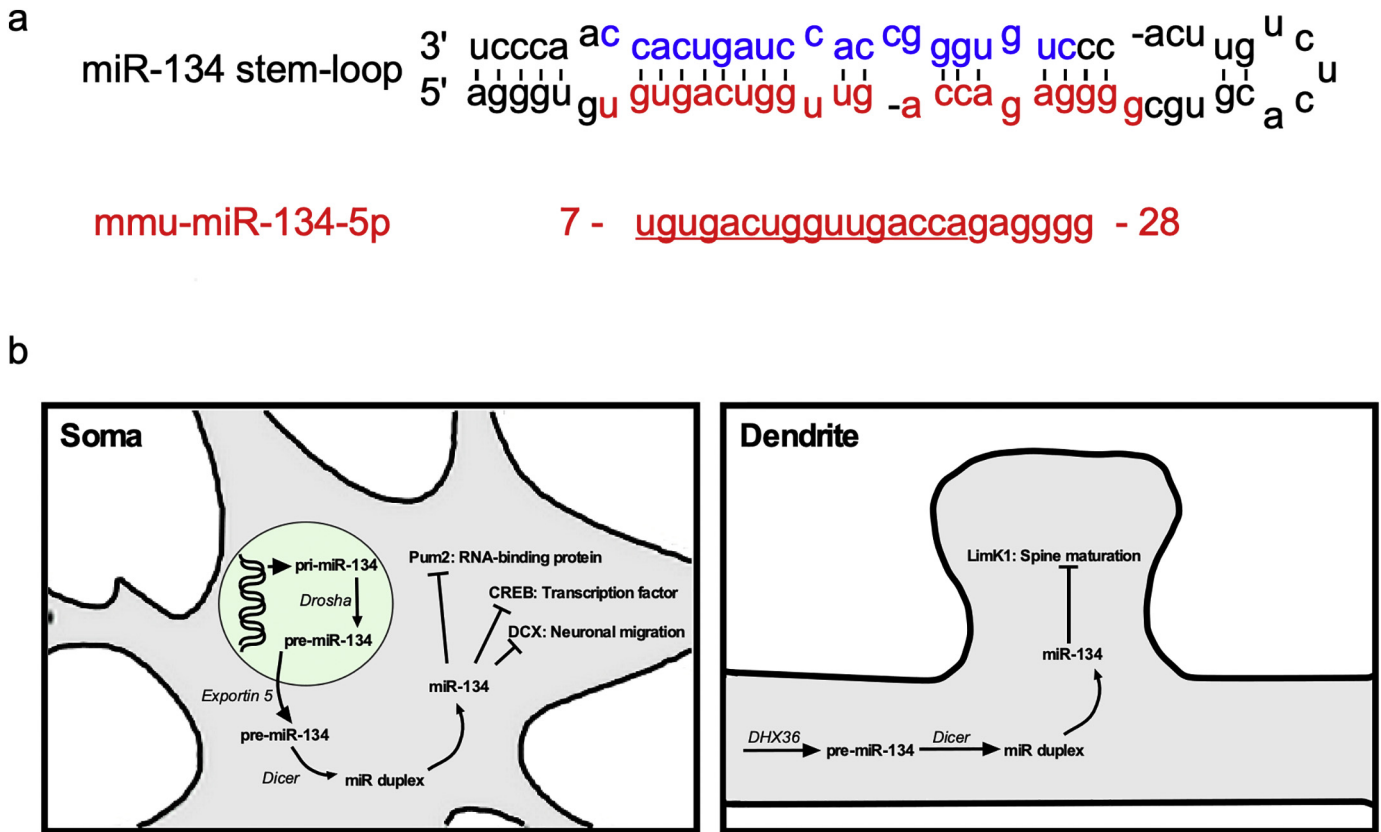 a
miR-134 stem-loop
3' uccca ac cacugauc c ac cg ggu g uccc -acu ug u c
u
5' agggu gu gugacugg u ug -a cca g aggg gcgu gc a c
mmu-miR-134-5p 7 - ugugacugguugaccagagggg - 28
b
Soma
pri-miR-134
Drosha
pre-miR-134
Exportin 5
pre-miR-134
Dicer
miR duplex
miR-134
Pum2: RNA-binding protein
CREB: Transcription factor
DCX: Neuronal migration
Dendrite
LimK1: Spine maturation
miR-134
DHX36
pre-miR-134
Dicer
miR duplex